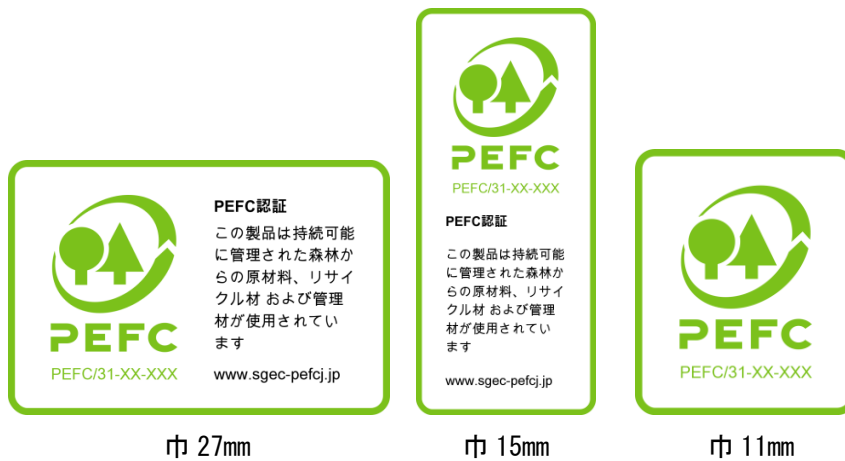 PEFC
PEFC/31-XX-XXX
PEFC認証
この製品は持続可能
に管理された森林か
らの原材料、リサイ
クル材 および管理
材が使用されてい
ます
www.sgec-pefcj.jp
巾 27mm
PEFC
PEFC/31-XX-XXX
PEFC認証
この製品は持続可能
に管理された森林か
らの原材料、リサイ
クル材 および管理
材が使用されてい
ます
www.sgec-pefcj.jp
巾 15mm
PEFC
PEFC/31-XX-XXX
巾 11mm